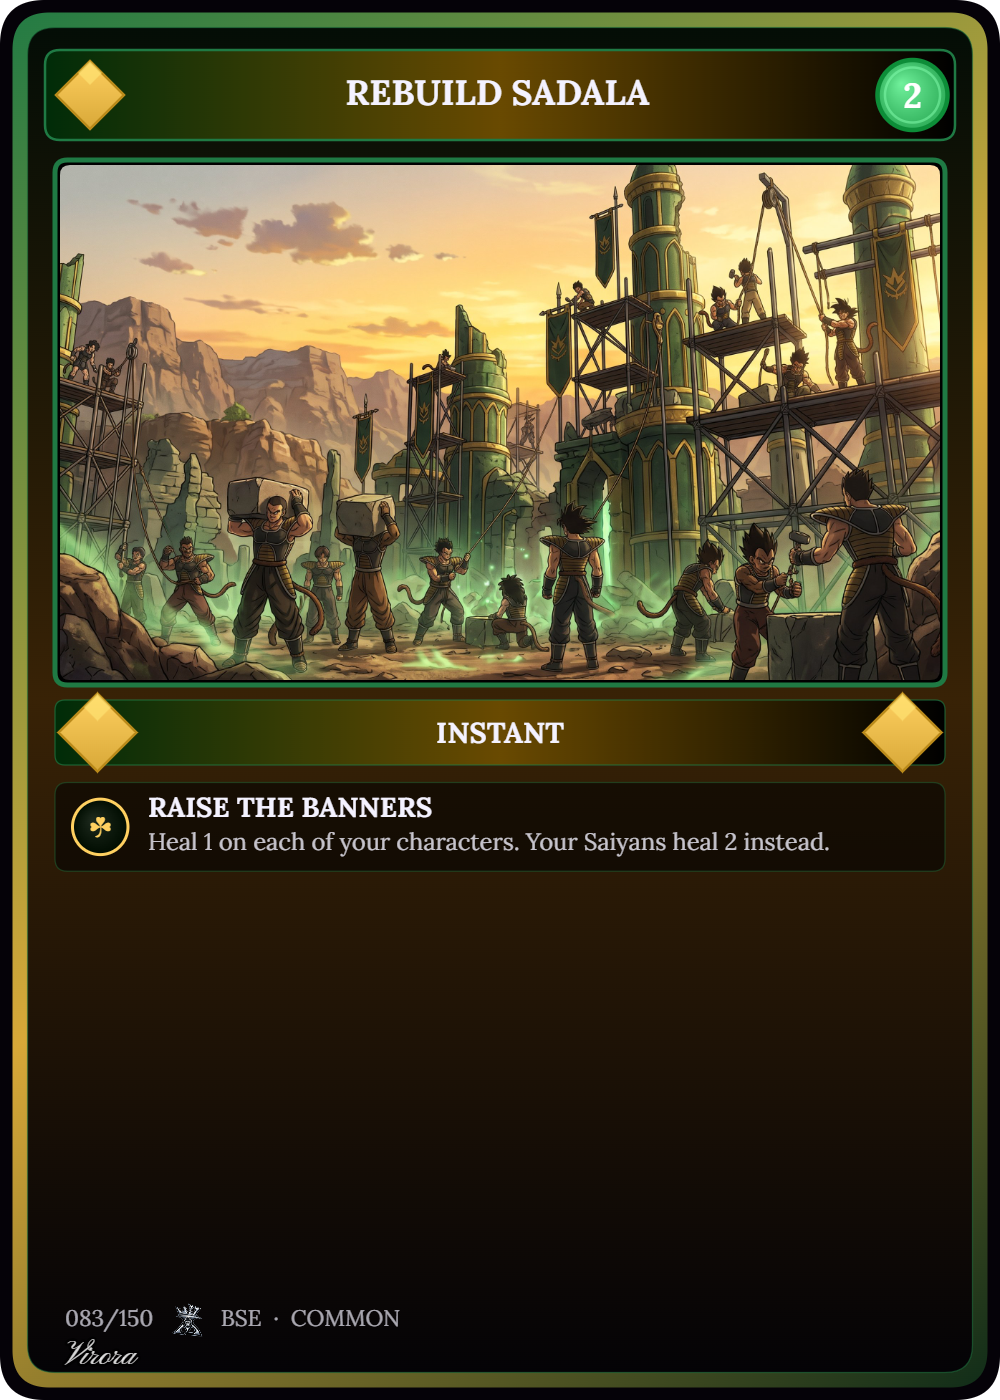 REBUILD SADALA
2
INSTANT
RAISE THE BANNERS
Heal 1 on each of your characters. Your Saiyans heal 2 instead.
083/150 BSE · COMMON
Virora